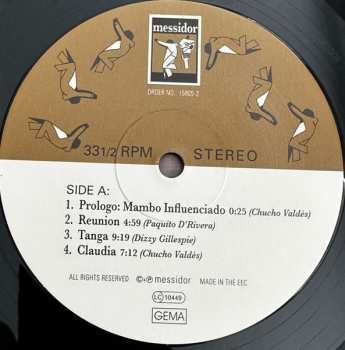 messidor
ORDER NO. 15805-2
33 1/2 RPM STEREO
SIDE A:
1. Prologo: Mambo Influenciado 0:25 (Chucho Valdés)
2. Reunion 4:59 (Paquito D'Rivera)
3. Tanga 9:19 (Dizzy Gillespie)
4. Claudia 7:12 (Chucho Valdés)
ALL RIGHTS RESERVED ©+℗ messidor MADE IN THE EEC
LC 10449
GEMA